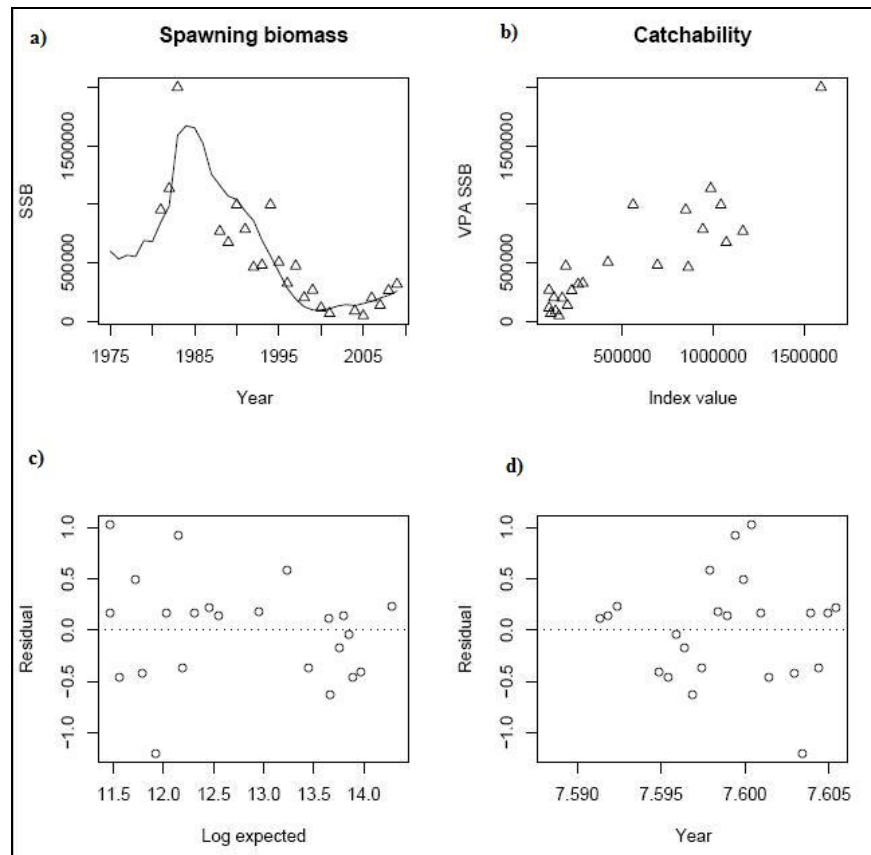 a) Spawning biomass
SSB
1500000
500000
0
1975 1985 1995 2005
Year
b) Catchability
VPA SSB
1500000
500000
0
500000 1000000 1500000
Index value
c)
Residual
1.0
0.5
0.0
−0.5
−1.0
11.5 12.0 12.5 13.0 13.5 14.0
Log expected
d)
Residual
1.0
0.5
0.0
−0.5
−1.0
7.590 7.595 7.600 7.605
Year